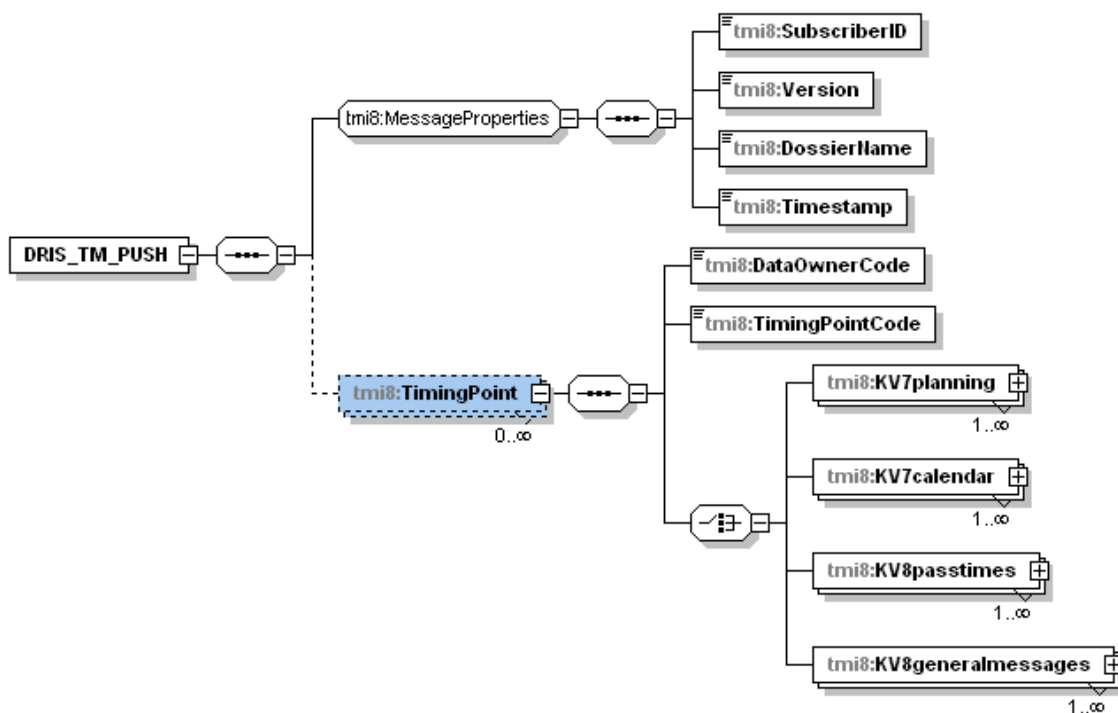 tmi8:SubscriberID
tmi8:Version
tmi8:MessageProperties
tmi8:DossierName
tmi8:Timestamp
DRIS_TM_PUSH
tmi8:DataOwnerCode
tmi8:TimingPointCode
tmi8:TimingPoint
0..∞
tmi8:KV7planning
1..∞
tmi8:KV7calendar
1..∞
tmi8:KV8passtimes
1..∞
tmi8:KV8generalmessages
1..∞